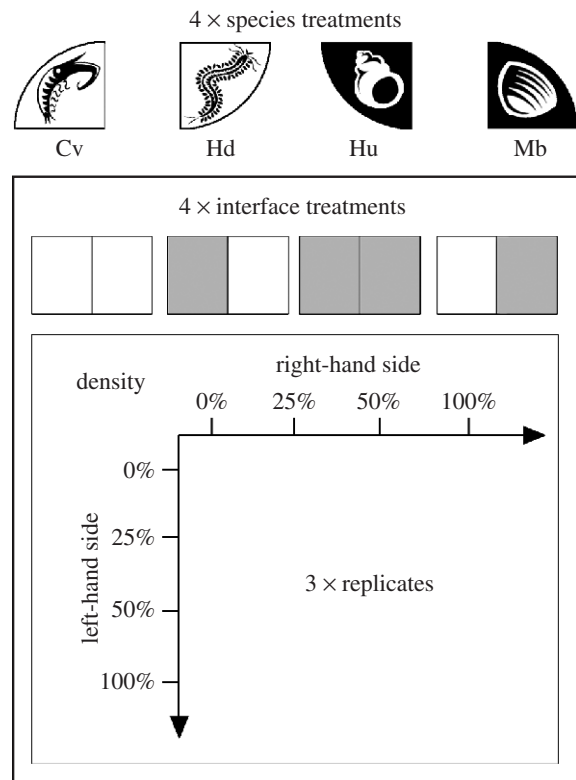 4 × species treatments
Cv Hd Hu Mb
4 × interface treatments
right-hand side
density
0% 25% 50% 100%
0%
25%
left-hand side
3 × replicates
50%
100%